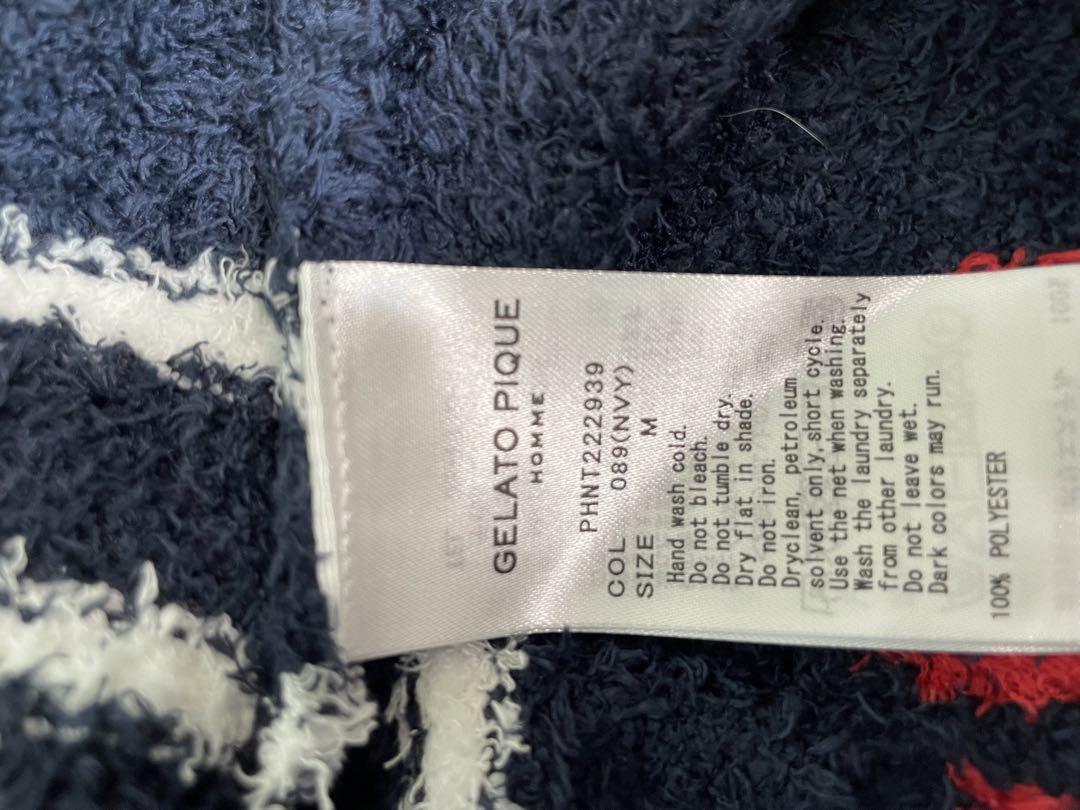 GELATO PIQUE
HOMME
PHNT222939
COL 089(NVY)
SIZE M
Hand wash cold.
Do not bleach.
Do not tumble dry.
Dry flat in shade.
Do not iron.
Dryclean, petroleum
solvent only, short cycle.
Use the net when washing.
Wash the laundry separately
from other laundry.
Do not leave wet.
Dark colors may run.
100% POLYESTER